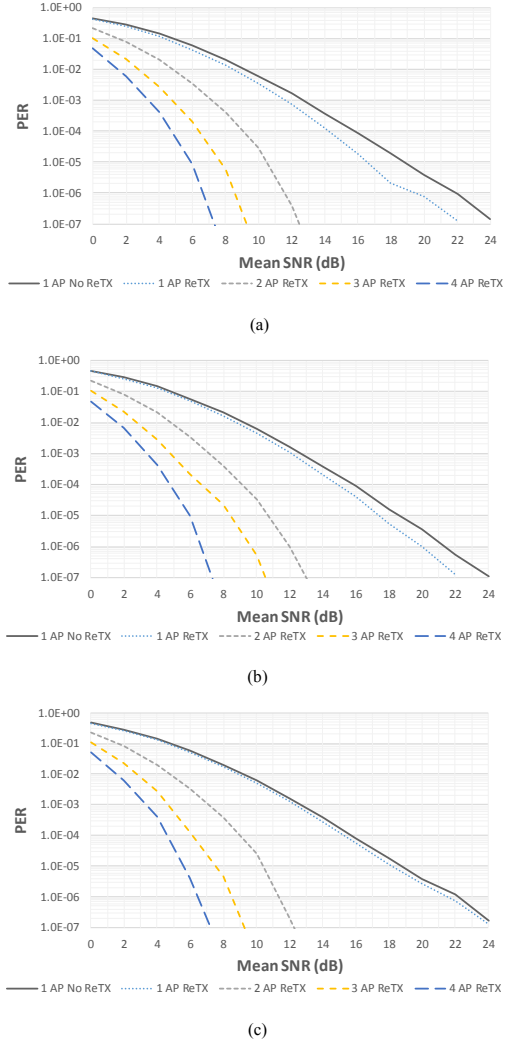 1.0E+00
1.0E-01
1.0E-02
1.0E-03
1.0E-04
1.0E-05
1.0E-06
1.0E-07
PER
0 2 4 6 8 10 12 14 16 18 20 22 24
Mean SNR (dB)
1 AP No ReTX 1 AP ReTX 2 AP ReTX 3 AP ReTX 4 AP ReTX
(a)
1.0E+00
1.0E-01
1.0E-02
1.0E-03
1.0E-04
1.0E-05
1.0E-06
1.0E-07
PER
0 2 4 6 8 10 12 14 16 18 20 22 24
Mean SNR (dB)
1 AP No ReTX 1 AP ReTX 2 AP ReTX 3 AP ReTX 4 AP ReTX
(b)
1.0E+00
1.0E-01
1.0E-02
1.0E-03
1.0E-04
1.0E-05
1.0E-06
1.0E-07
PER
0 2 4 6 8 10 12 14 16 18 20 22 24
Mean SNR (dB)
1 AP No ReTX 1 AP ReTX 2 AP ReTX 3 AP ReTX 4 AP ReTX
(c)